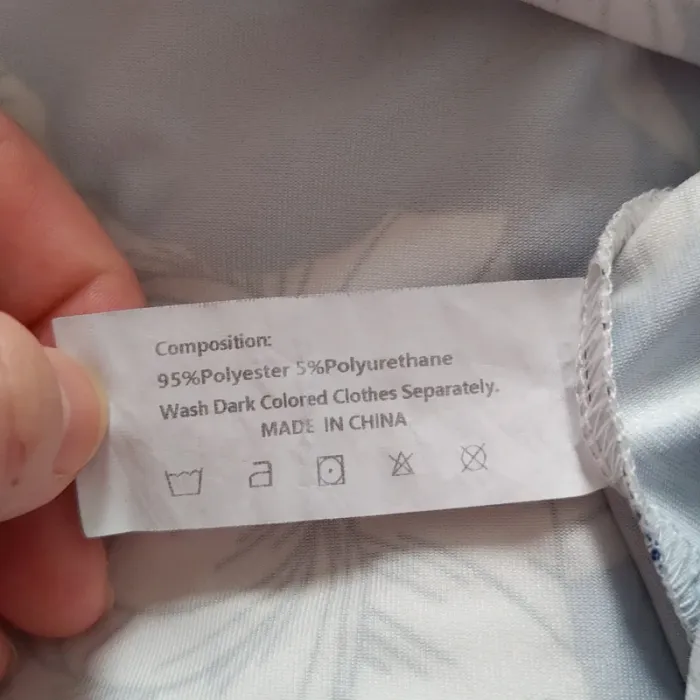 Composition:
95%Polyester 5%Polyurethane
Wash Dark Colored Clothes Separately.
MADE IN CHINA